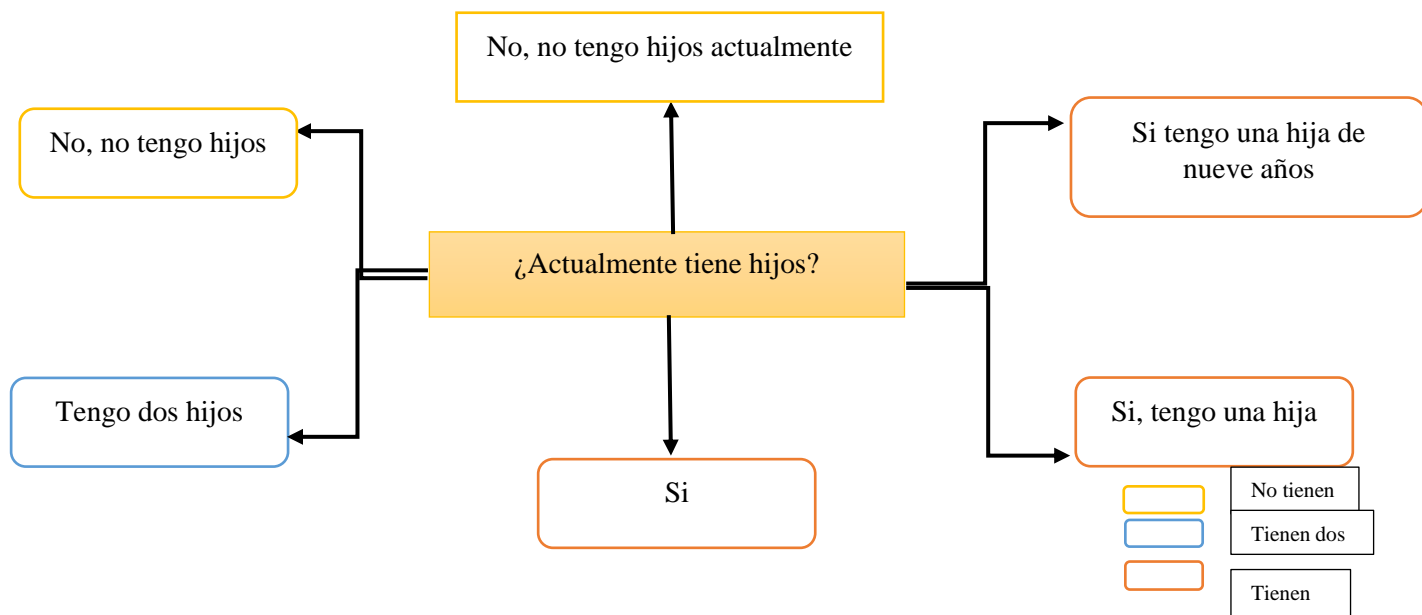 No, no tengo hijos actualmente
No, no tengo hijos
Si tengo una hija de
nueve años
¿Actualmente tiene hijos?
Tengo dos hijos
Si, tengo una hija
Si
No tienen
Tienen dos
Tienen